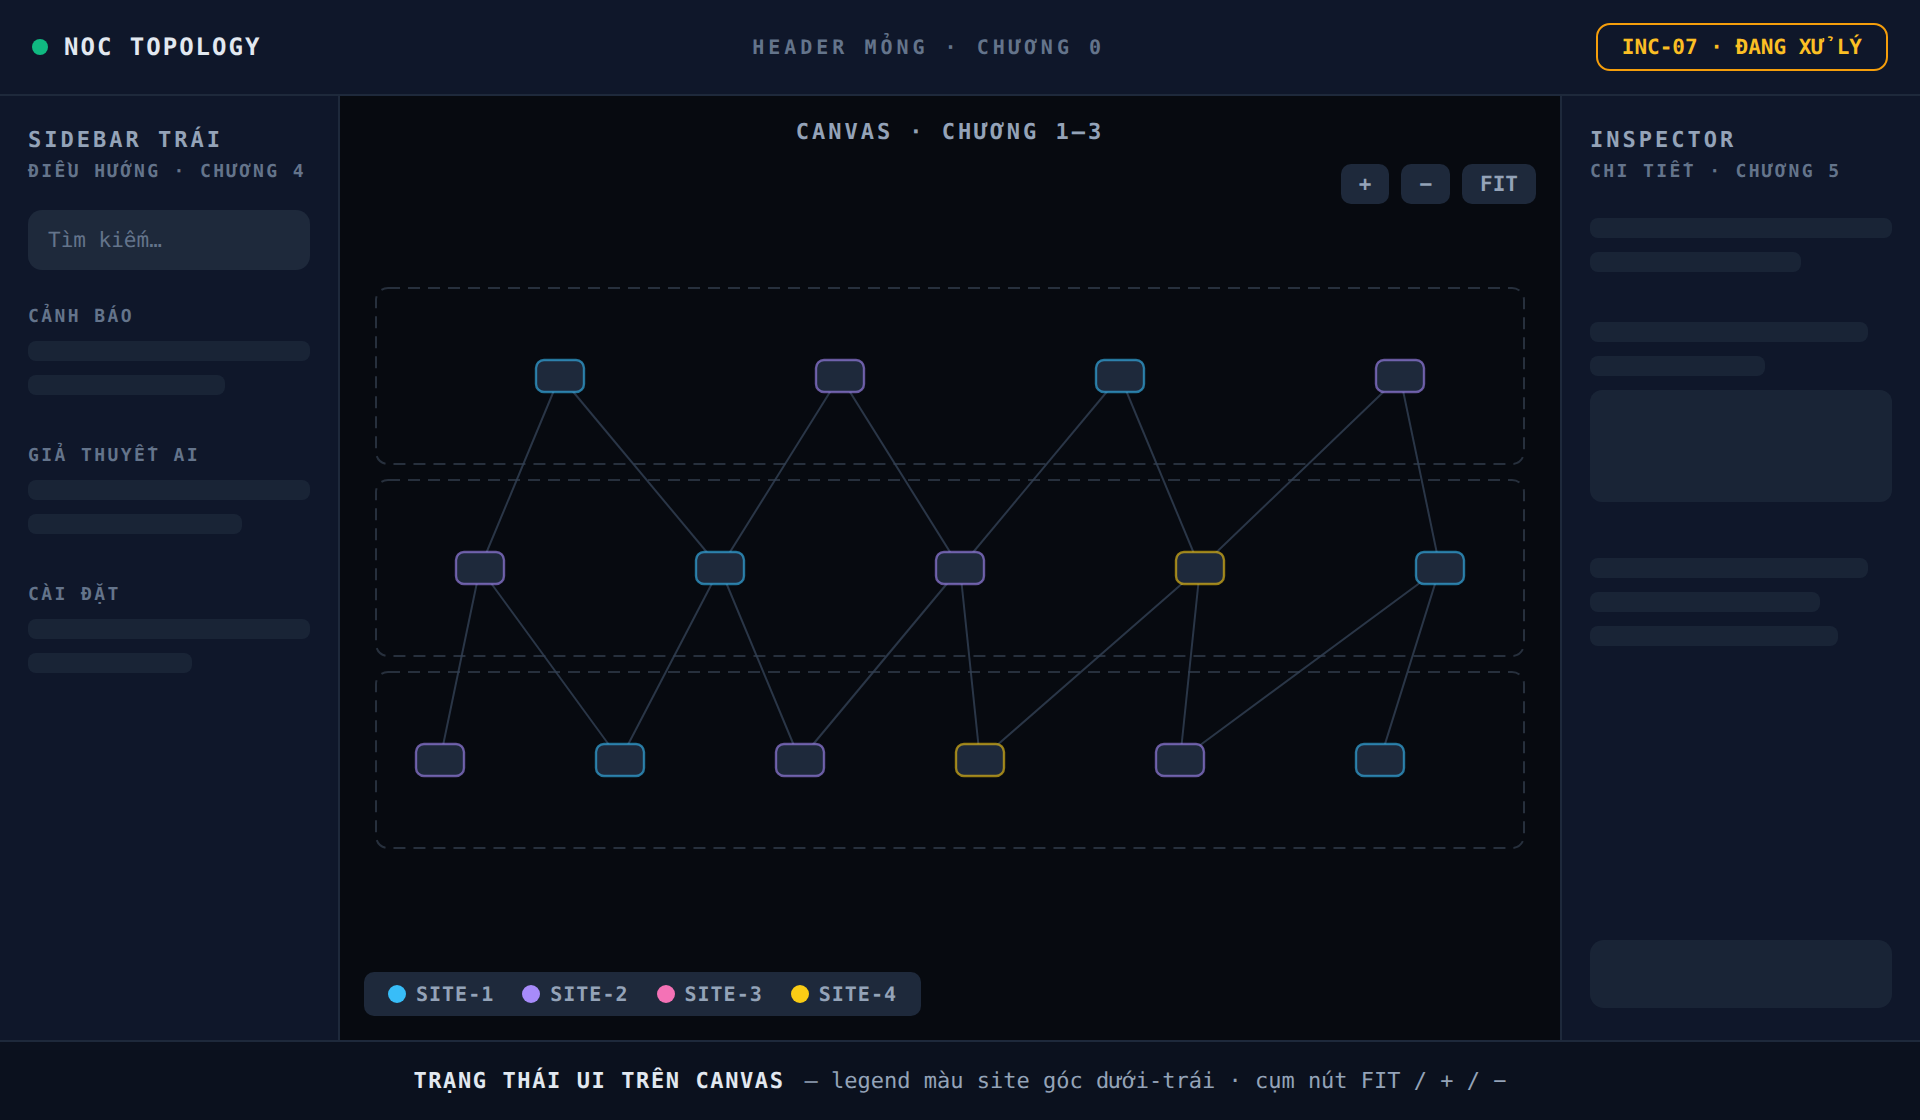 NOC TOPOLOGY
HEADER MỎNG · CHƯƠNG 0
INC-07 · ĐANG XỬ LÝ
SIDEBAR TRÁI
ĐIỀU HƯỚNG · CHƯƠNG 4
Tìm kiếm…
CẢNH BÁO
GIẢ THUYẾT AI
CÀI ĐẶT
CANVAS · CHƯƠNG 1–3
+
−
FIT
SITE-1
SITE-2
SITE-3
SITE-4
INSPECTOR
CHI TIẾT · CHƯƠNG 5
TRẠNG THÁI UI TRÊN CANVAS — legend màu site góc dưới-trái · cụm nút FIT / + / −